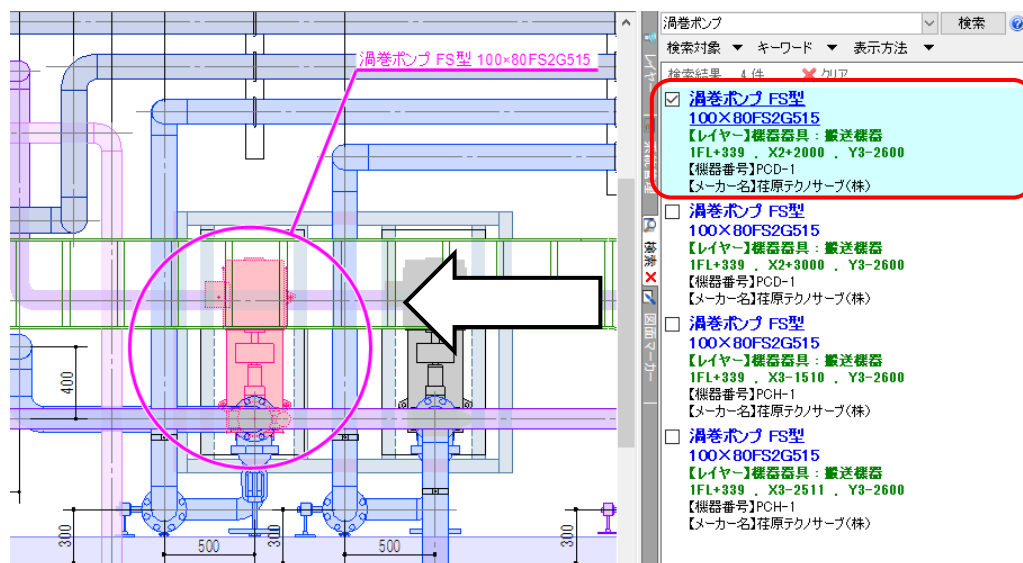 渦巻ポンプ FS型 100×80FS2G515
400
300
500
300
500
300
レイヤー
検索
図面マーカー
渦巻ポンプ
検索
検索対象 ▼ キーワード ▼ 表示方法 ▼
検索結果 4 件 クリア
渦巻ポンプ FS型
100×80FS2G515
【レイヤー】機器器具:搬送機器
1FL+339 , X2+2000 , Y3-2600
【機器番号】PCD-1
【メーカー名】荏原テクノサーブ(株)
渦巻ポンプ FS型
100×80FS2G515
【レイヤー】機器器具:搬送機器
1FL+339 , X2+3000 , Y3-2600
【機器番号】PCD-1
【メーカー名】荏原テクノサーブ(株)
渦巻ポンプ FS型
100×80FS2G515
【レイヤー】機器器具:搬送機器
1FL+339 , X3-1510 , Y3-2600
【機器番号】PCH-1
【メーカー名】荏原テクノサーブ(株)
渦巻ポンプ FS型
100×80FS2G515
【レイヤー】機器器具:搬送機器
1FL+339 , X3-2511 , Y3-2600
【機器番号】PCH-1
【メーカー名】荏原テクノサーブ(株)